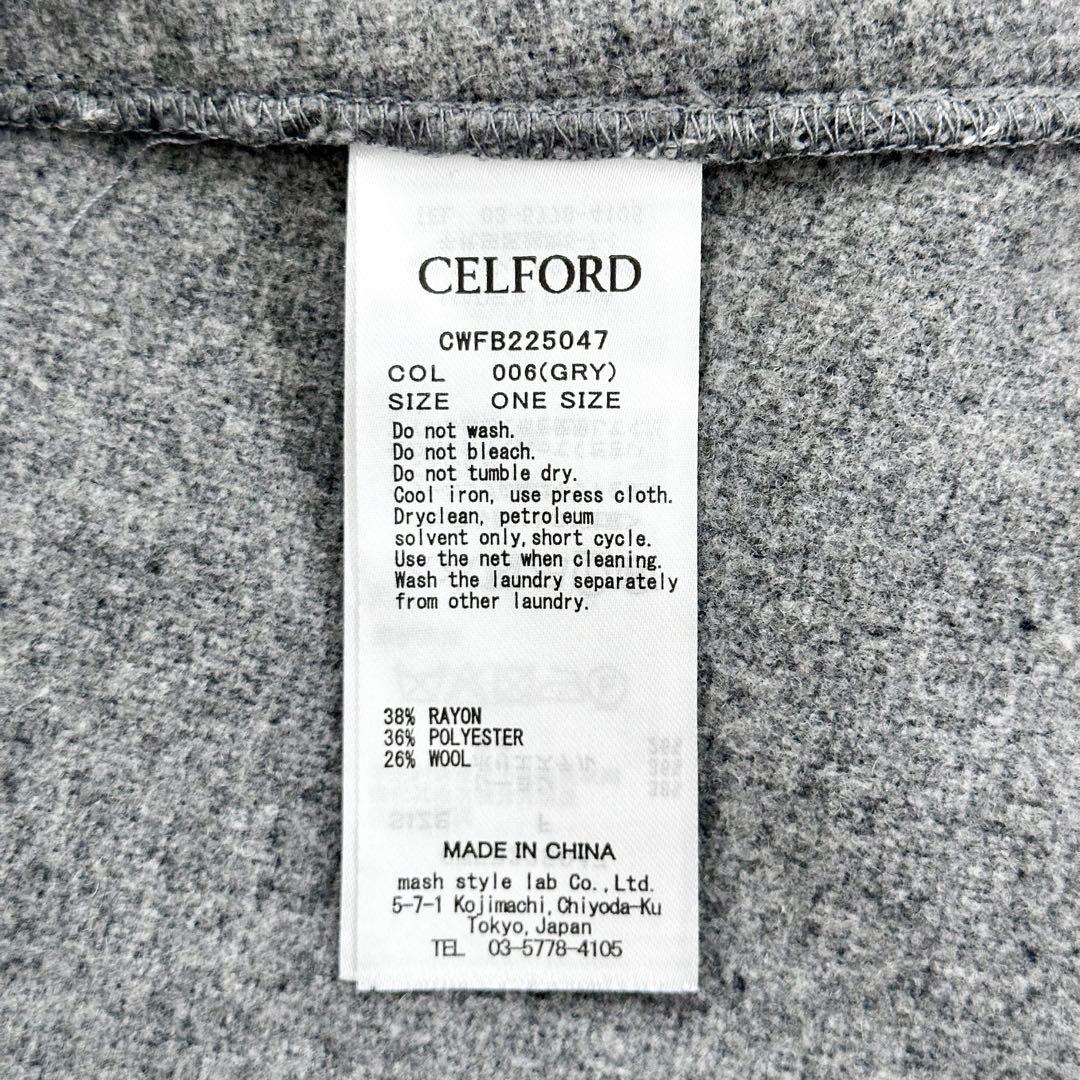 CELFORD
CWFB225047
COL 006(GRY)
SIZE ONE SIZE
Do not wash.
Do not bleach.
Do not tumble dry.
Cool iron, use press cloth.
Dryclean, petroleum
solvent only, short cycle.
Use the net when cleaning.
Wash the laundry separately
from other laundry.
38% RAYON
36% POLYESTER
26% WOOL
MADE IN CHINA
mash style lab Co., Ltd.
5-7-1 Kojimachi, Chiyoda-Ku
Tokyo, Japan
TEL 03-5778-4105